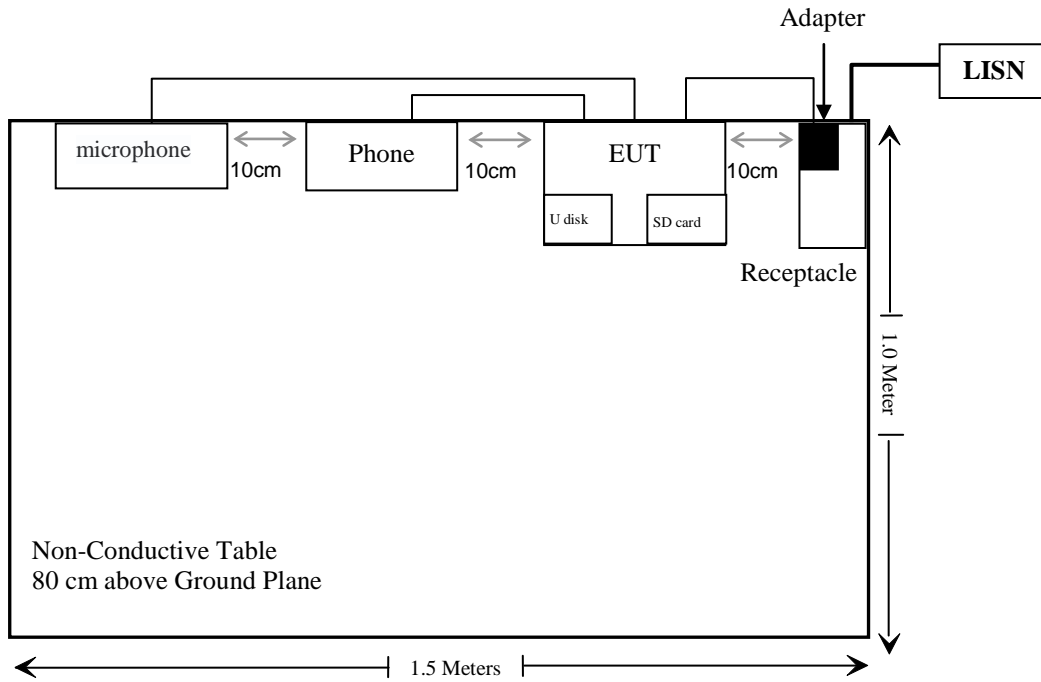 Adapter
LISN
microphone
Phone
EUT
10cm
10cm
10cm
U disk
SD card
Receptacle
1.0 Meter
Non-Conductive Table
80 cm above Ground Plane
1.5 Meters